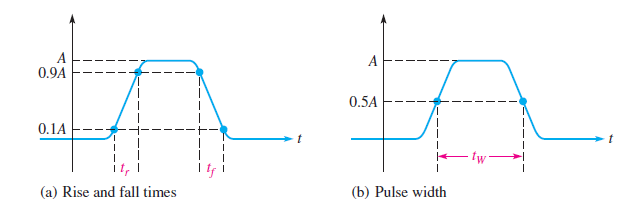 A
0.9A
0.1A
t
t_r
t_f
(a) Rise and fall times
A
0.5A
t
t_W
(b) Pulse width